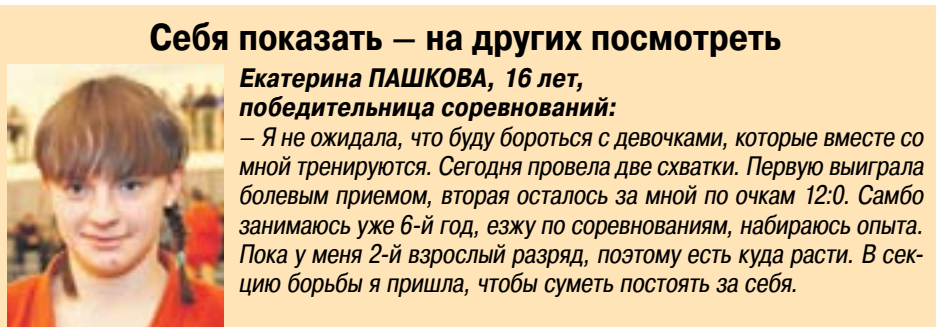 Себя показать – на других посмотреть
Екатерина ПАШКОВА, 16 лет,
победительница соревнований:
– Я не ожидала, что буду бороться с девочками, которые вместе со
мной тренируются. Сегодня провела две схватки. Первую выиграла
болевым приемом, вторая осталось за мной по очкам 12:0. Самбо
занимаюсь уже 6-й год, езжу по соревнованиям, набираюсь опыта.
Пока у меня 2-й взрослый разряд, поэтому есть куда расти. В сек-
цию борьбы я пришла, чтобы суметь постоять за себя.